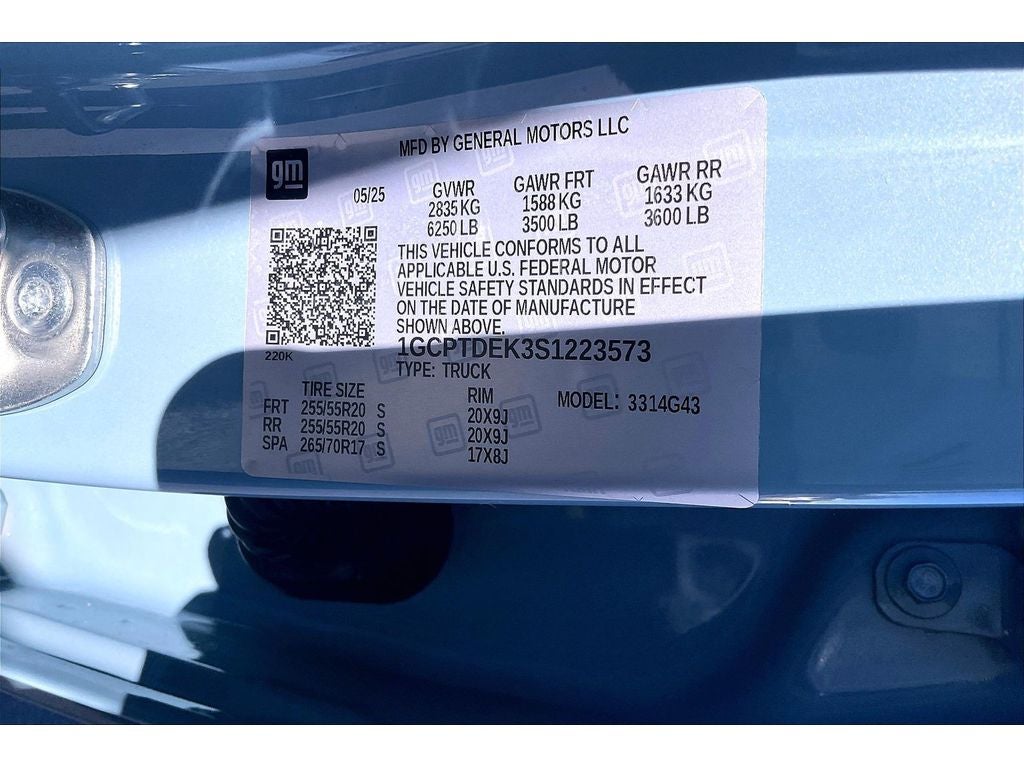 gm
MFD BY GENERAL MOTORS LLC
05/25
GVWR GAWR FRT GAWR RR
2835 KG 1588 KG 1633 KG
6250 LB 3500 LB 3600 LB
THIS VEHICLE CONFORMS TO ALL
APPLICABLE U.S. FEDERAL MOTOR
VEHICLE SAFETY STANDARDS IN EFFECT
ON THE DATE OF MANUFACTURE
SHOWN ABOVE.
220K
1GCPTDEK3S1223573
TYPE: TRUCK
TIRE SIZE RIM MODEL: 3314G43
FRT 255/55R20 S 20X9J
RR 255/55R20 S 20X9J
SPA 265/70R17 S 17X8J